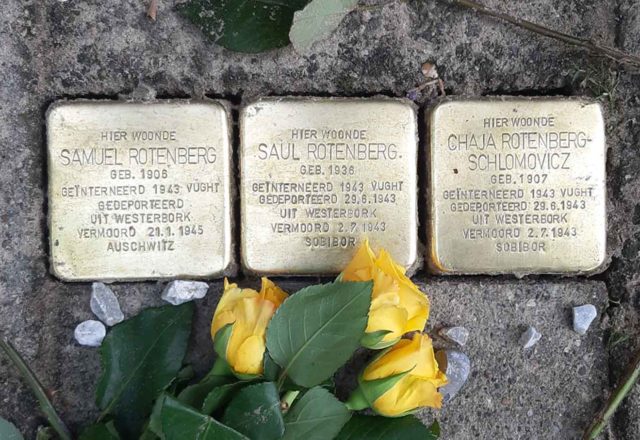 HIER WOONDE
SAMUEL ROTENBERG
GEB. 1906
GEÏNTERNEERD 1943 VUGHT
GEDEPORTEERD
UIT WESTERBORK
VERMOORD 21.1.1945
AUSCHWITZ
HIER WOONDE
SAUL ROTENBERG
GEB. 1936
GEÏNTERNEERD 1943 VUGHT
GEDEPORTEERD 29.6.1943
UIT WESTERBORK
VERMOORD 2.7.1943
SOBIBOR
HIER WOONDE
CHAJA ROTENBERG-
SCHLOMOVICZ
GEB. 1907
GEÏNTERNEERD 1943 VUGHT
GEDEPORTEERD 29.6.1943
UIT WESTERBORK
VERMOORD 2.7.1943
SOBIBOR